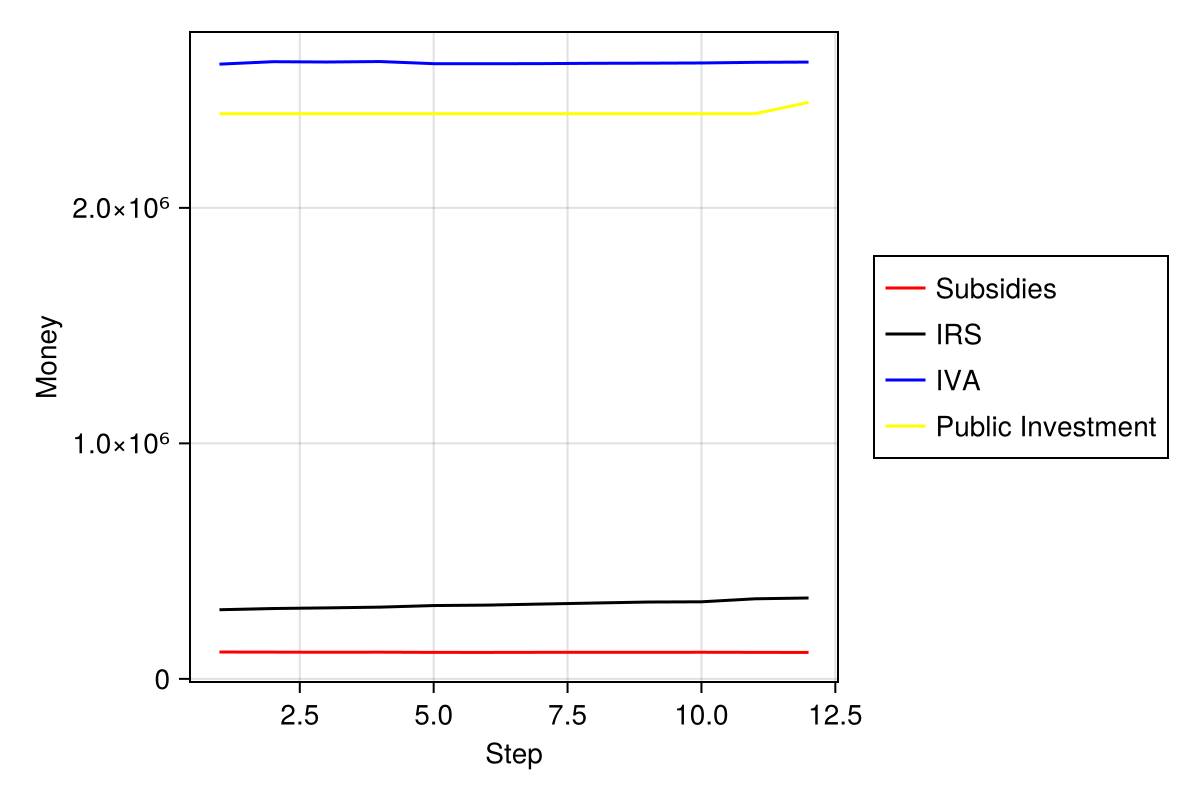 2.0×10⁶
1.0×10⁶
0
Money
2.5 5.0 7.5 10.0 12.5
Step
Subsidies
IRS
IVA
Public Investment